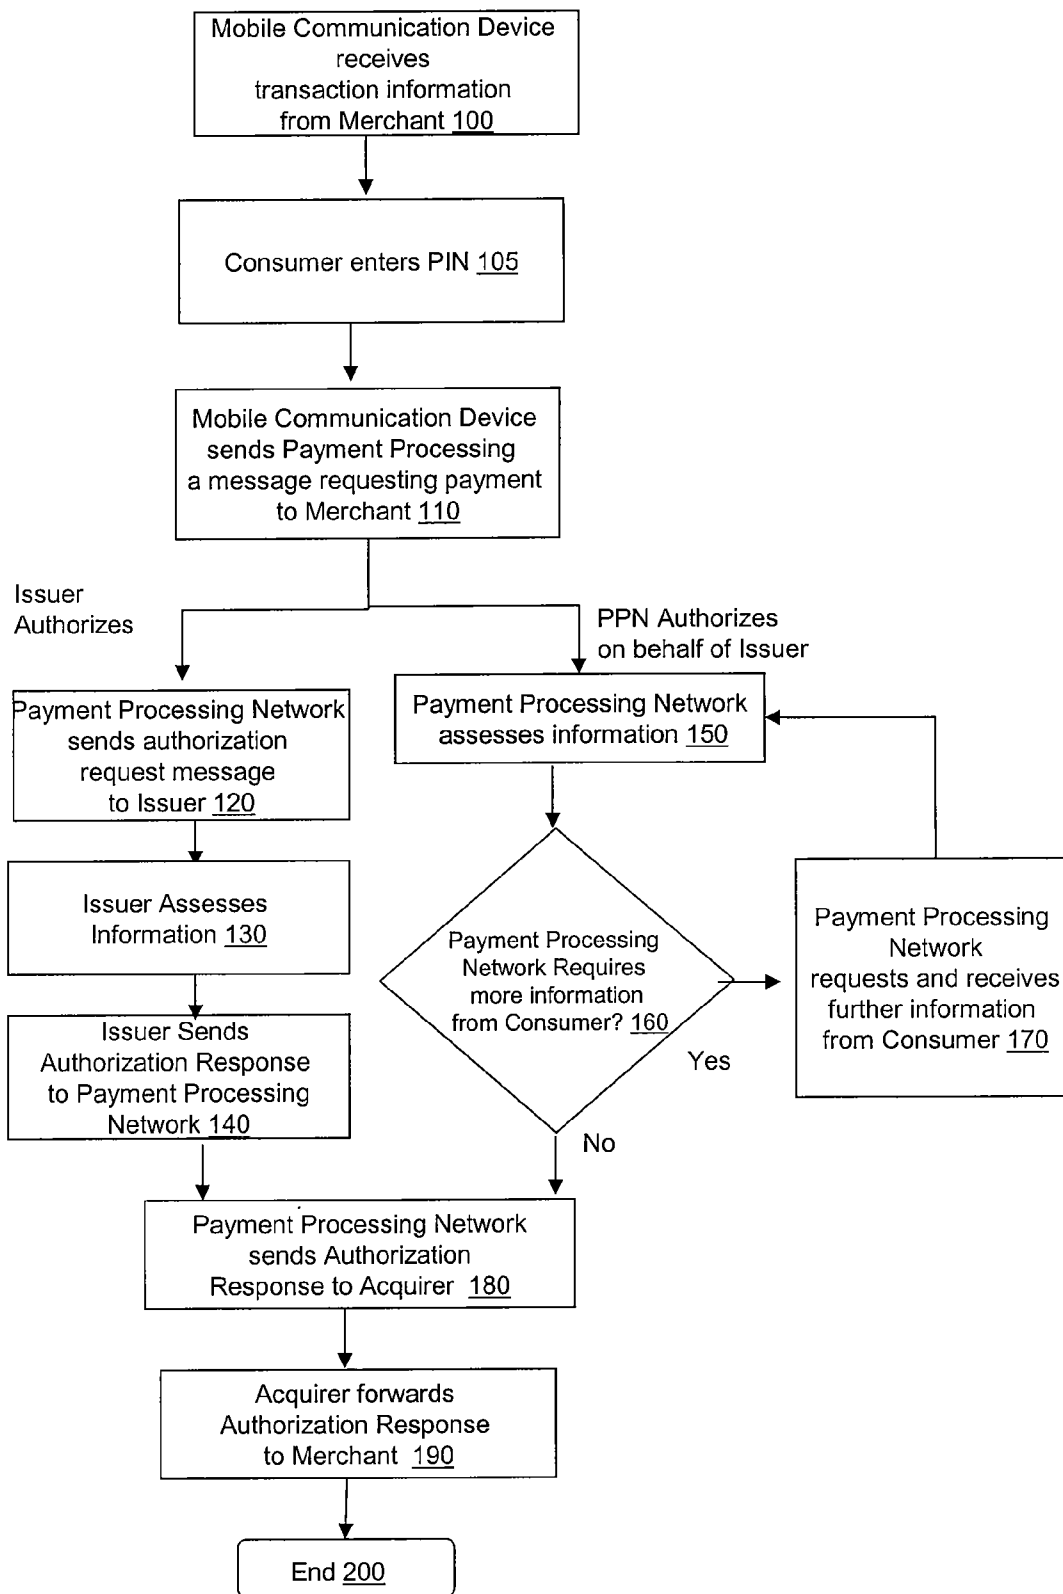 Mobile Communication Device
receives
transaction information
from Merchant 100
Consumer enters PIN 105
Mobile Communication Device
sends Payment Processing
a message requesting payment
to Merchant 110
Issuer
Authorizes
PPN Authorizes
on behalf of Issuer
Payment Processing Network
sends authorization
request message
to Issuer 120
Payment Processing Network
assesses information 150
Issuer Assesses
Information 130
Payment Processing
Network Requires
more information
from Consumer? 160
Yes
Payment Processing
Network
requests and receives
further information
from Consumer 170
Issuer Sends
Authorization Response
to Payment Processing
Network 140
No
Payment Processing Network
sends Authorization
Response to Acquirer 180
Acquirer forwards
Authorization Response
to Merchant 190
End 200